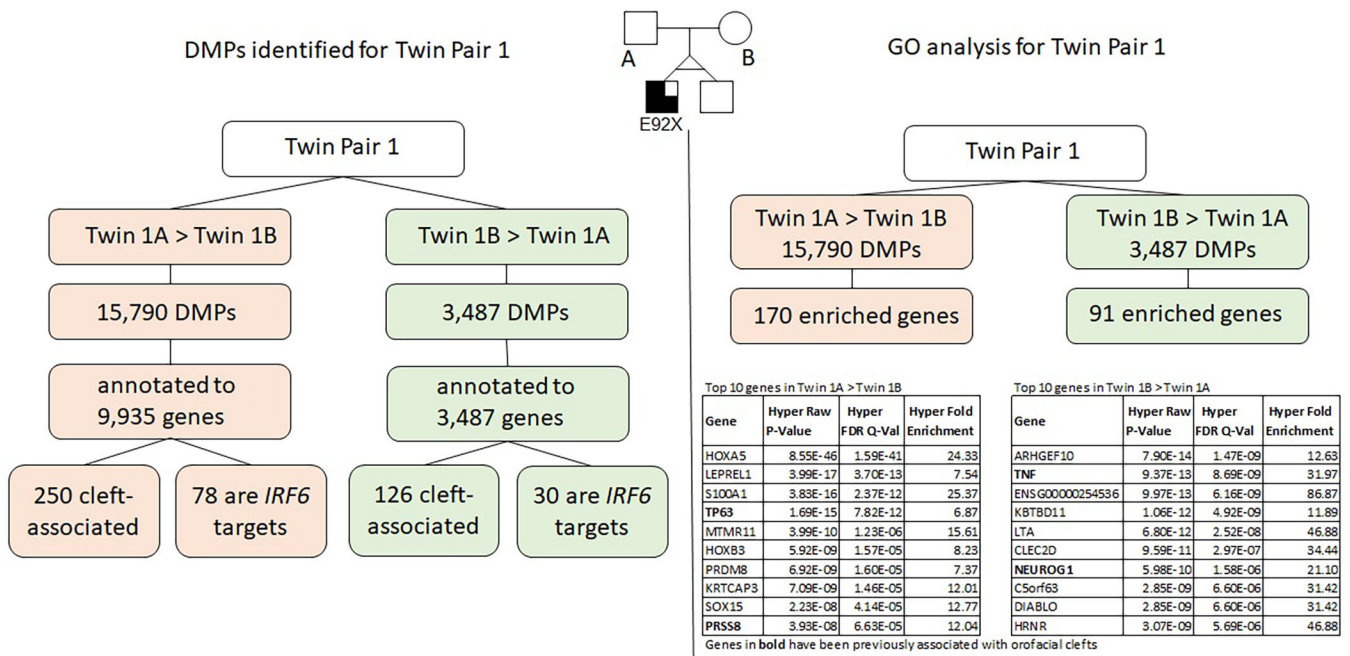 DMPs identified for Twin Pair 1
A
B
E92X
GO analysis for Twin Pair 1
Twin Pair 1
Twin 1A > Twin 1B
Twin 1B > Twin 1A
15,790 DMPs
3,487 DMPs
annotated to
9,935 genes
annotated to
3,487 genes
250 cleft-
associated
78 are IRF6
targets
126 cleft-
associated
30 are IRF6
targets
Twin Pair 1
Twin 1A > Twin 1B
15,790 DMPs
Twin 1B > Twin 1A
3,487 DMPs
170 enriched genes
91 enriched genes
Top 10 genes in Twin 1A > Twin 1B
Gene Hyper Raw P-Value Hyper FDR Q-Val Hyper Fold Enrichment
HOXA5 8.55E-46 1.59E-41 24.33
LEPREL1 3.99E-17 3.70E-13 7.54
S100A1 3.83E-16 2.37E-12 25.37
TP63 1.69E-15 7.82E-12 6.87
MTMR11 3.99E-10 1.23E-06 15.61
HOXB3 5.92E-09 1.57E-05 8.23
PRDM8 6.92E-09 1.60E-05 7.37
KRTCAP3 7.09E-09 1.46E-05 12.01
SOX15 2.23E-08 4.14E-05 12.77
PRSS8 3.93E-08 6.63E-05 12.04
Top 10 genes in Twin 1B > Twin 1A
Gene Hyper Raw P-Value Hyper FDR Q-Val Hyper Fold Enrichment
ARHGEF10 7.90E-14 1.47E-09 12.63
TNF 9.37E-13 8.69E-09 31.97
ENSG00000254536 9.97E-13 6.16E-09 86.87
KBTBD11 1.06E-12 4.92E-09 11.89
LTA 6.80E-12 2.52E-08 46.88
CLEC2D 9.59E-11 2.97E-07 34.44
NEUROG1 5.98E-10 1.58E-06 21.10
C5orf63 2.85E-09 6.60E-06 31.42
DIABLO 2.85E-09 6.60E-06 31.42
HRNR 3.07E-09 5.69E-06 46.88
Genes in bold have been previously associated with orofacial clefts